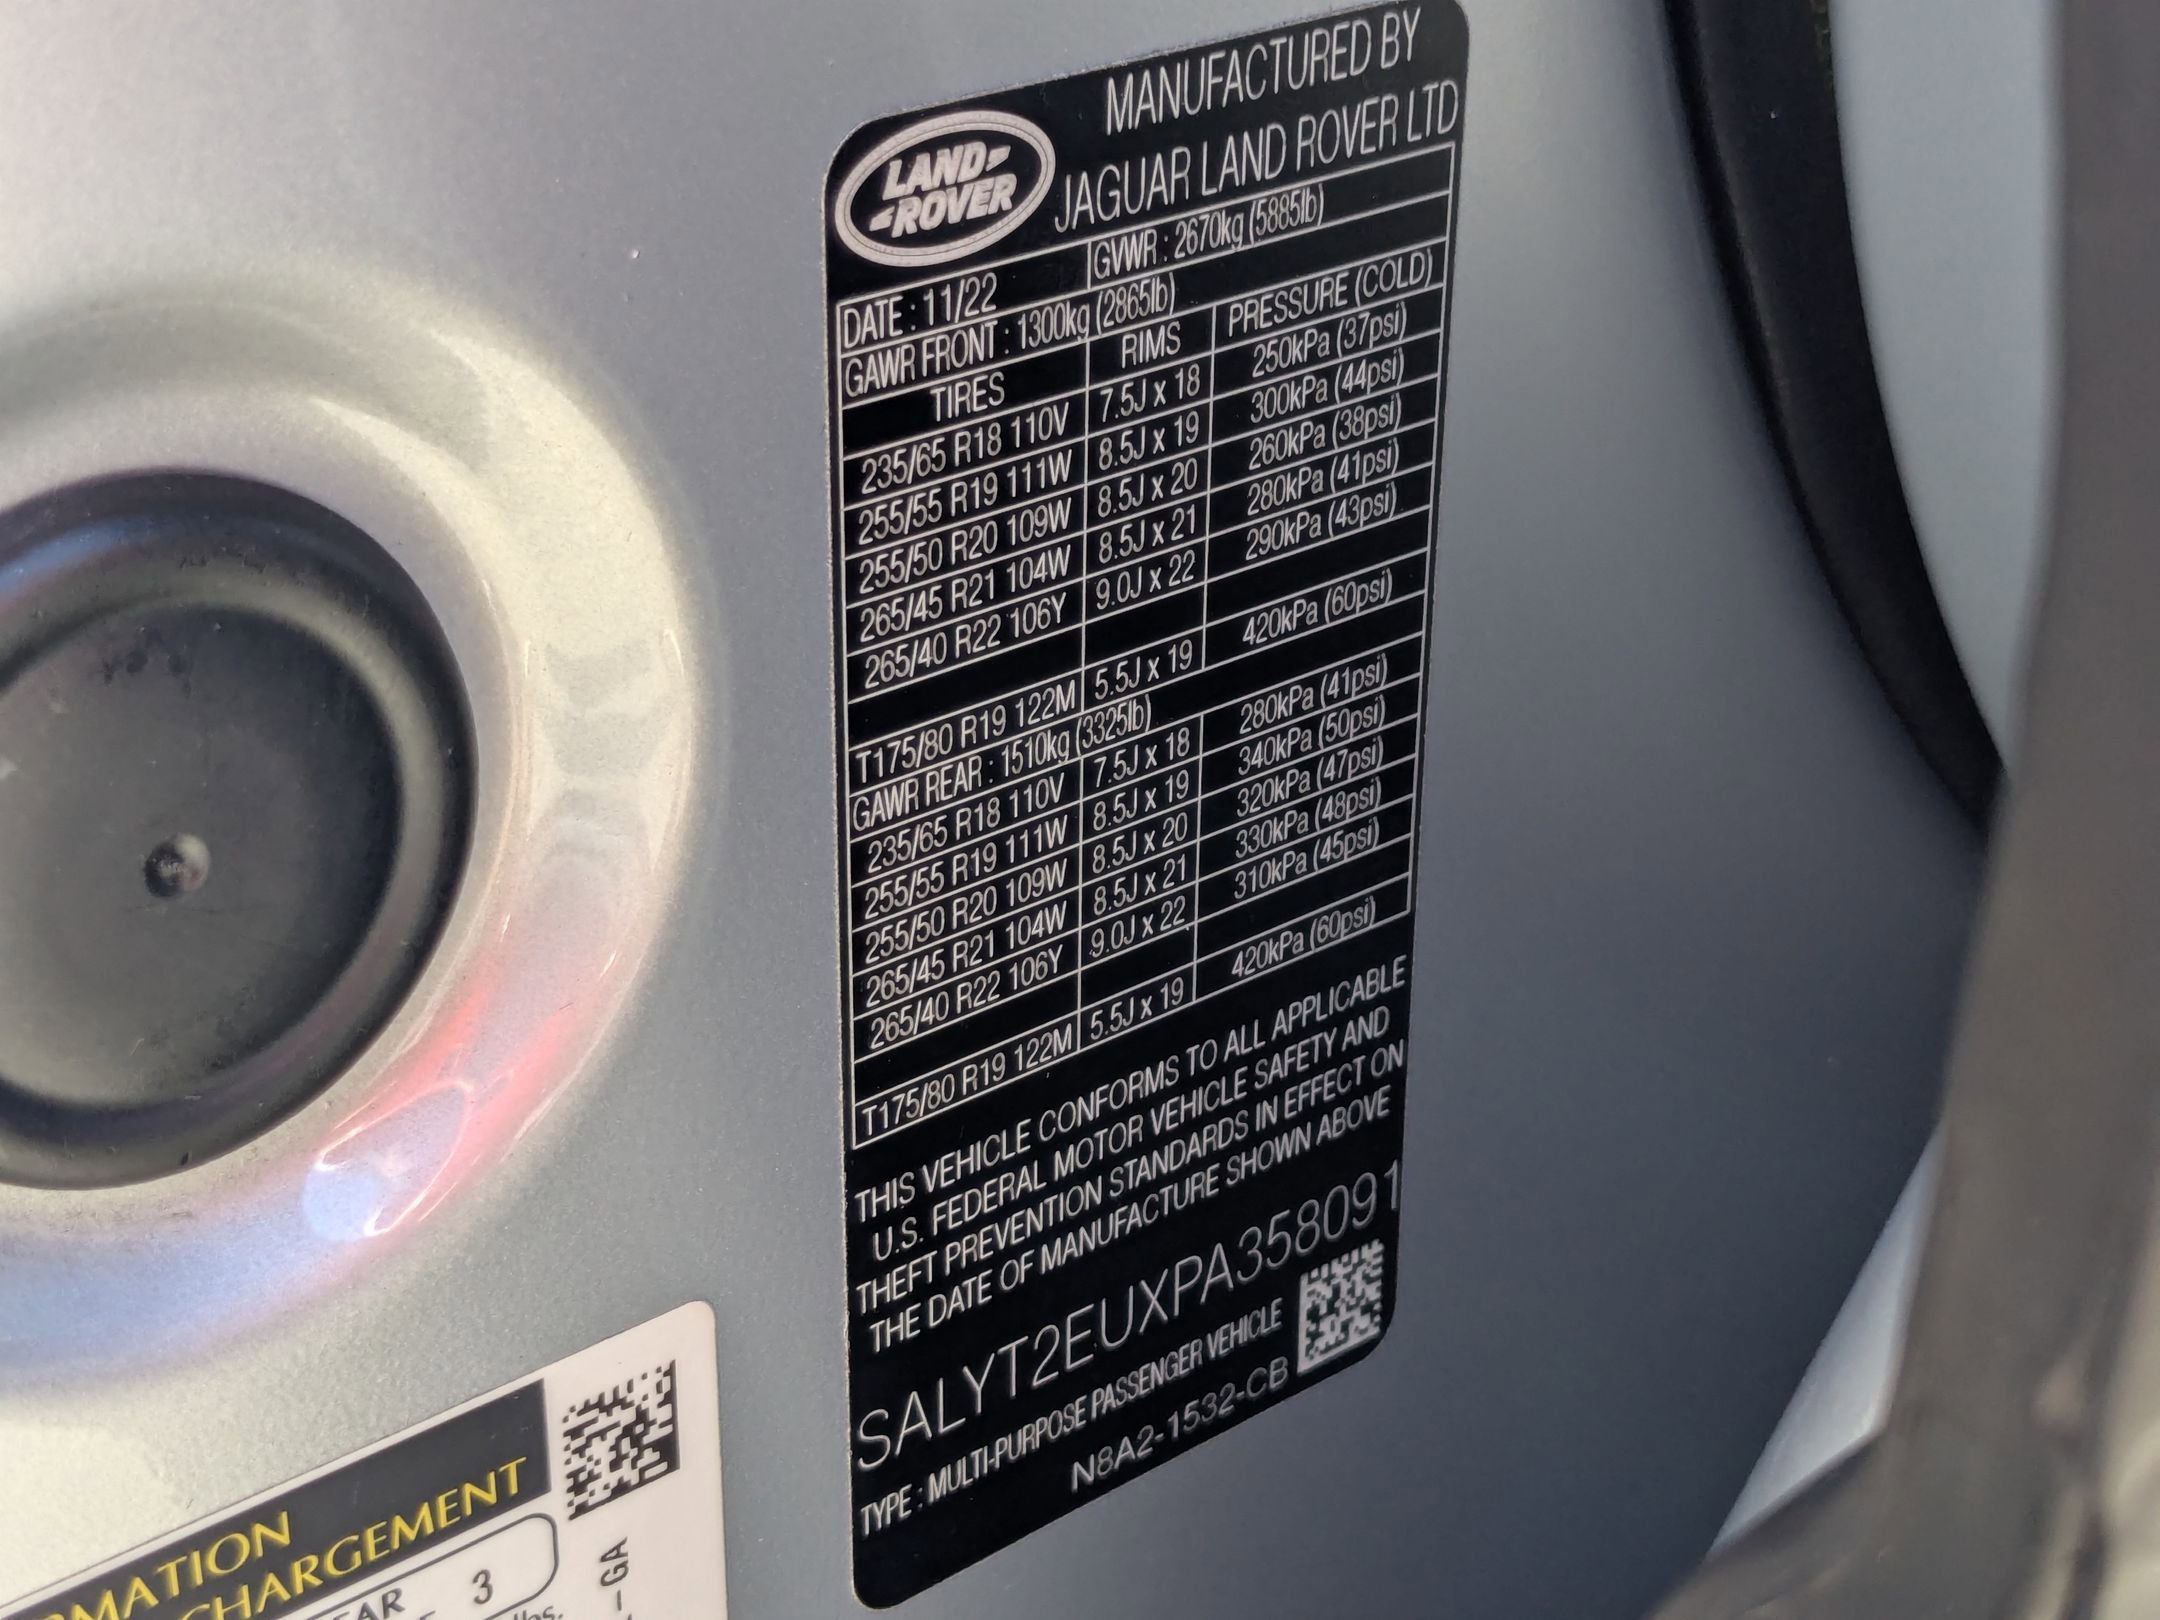 MANUFACTURED BY
JAGUAR LAND ROVER LTD
LAND
ROVER
DATE : 11/22 GVWR : 2670kg (5885lb)
GAWR FRONT : 1300kg (2865lb)
TIRES RIMS PRESSURE (COLD)
235/65 R18 110V 7.5J x 18 250kPa (37psi)
255/55 R19 111W 8.5J x 19 300kPa (44psi)
255/50 R20 109W 8.5J x 20 260kPa (38psi)
265/45 R21 104W 8.5J x 21 280kPa (41psi)
265/40 R22 106Y 9.0J x 22 290kPa (43psi)
T175/80 R19 122M 5.5J x 19 420kPa (60psi)
GAWR REAR : 1510kg (3325lb)
235/65 R18 110V 7.5J x 18 280kPa (41psi)
255/55 R19 111W 8.5J x 19 340kPa (50psi)
255/50 R20 109W 8.5J x 20 320kPa (47psi)
265/45 R21 104W 8.5J x 21 330kPa (48psi)
265/40 R22 106Y 9.0J x 22 310kPa (45psi)
T175/80 R19 122M 5.5J x 19 420kPa (60psi)
THIS VEHICLE CONFORMS TO ALL APPLICABLE
U.S. FEDERAL MOTOR VEHICLE SAFETY AND
THEFT PREVENTION STANDARDS IN EFFECT ON
THE DATE OF MANUFACTURE SHOWN ABOVE
SALYT2EUXPA358091
TYPE : MULTI-PURPOSE PASSENGER VEHICLE
N8A2-1532-CB
RMATION
CHARGEMENT
EAR 3
lbs.
-GA